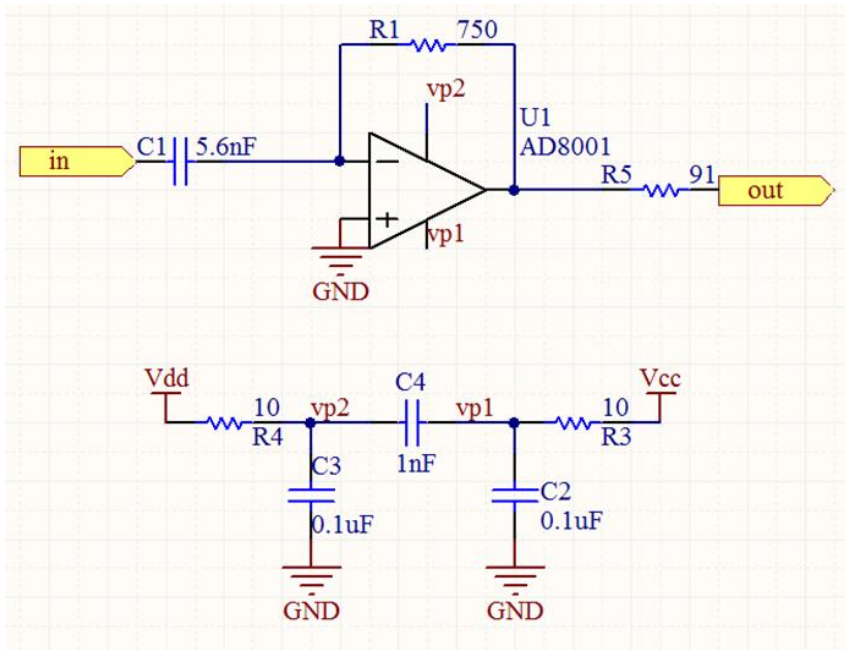 R1 750
vp2
U1
AD8001
in
C1 5.6nF
−
R5 91
out
+
vp1
GND
Vdd
C4
Vcc
10
vp2
vp1
10
R4
R3
1nF
C3
C2
0.1uF
0.1uF
GND
GND